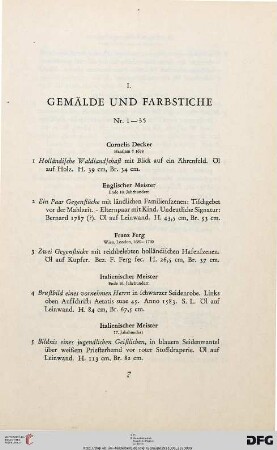 I.
GEMÄLDE UND FARBSTICHE
Nr. 1—35
Cornelis Decker
1 Holländische Waldlandschaft mit Blick auf ein Ährenfeld. Öl
auf Holz. H. 39 cm, Br. 34 cm.
Englischer Meister
Ende 18. Jahrhundert
2 Ein Paar Gegenstücke mit ländlichen Familienszenen: Tischgebet
vor der Mahlzeit. - Elternpaar mit Kind. Undeutliche Signatur:
Bernard 1787 (?). Öl auf Leinwand. H. 43,5 cm, Br. 53 cm.
Franz Ferg
Wien, London, 1689–1740
3 Zwei Gegenstücke mit reichbelebten holländischen Hafenszenen.
Öl auf Kupfer. Bez. F. Ferg fec. H. 26,5 cm, Br. 37 cm.
Italienischer Meister
Ende 16. Jahrhundert
4 Brustbild eines vornehmen Herrn in schwarzer Seidenrobe. Links
oben Aufschrift: Aetatis suae 45. Anno 1583. S. L. Öl auf
Leinwand. H. 84 cm, Br. 67,5 cm.
Italienischer Meister
17. Jahrhundert
5 Bildnis eines jugendlichen Geistlichen, in blauem Seidenmantel
über weißem Priesterhemd vor roter Stoffdraperie. Öl auf
Leinwand. H. 113 cm, Br. 82 cm.
7